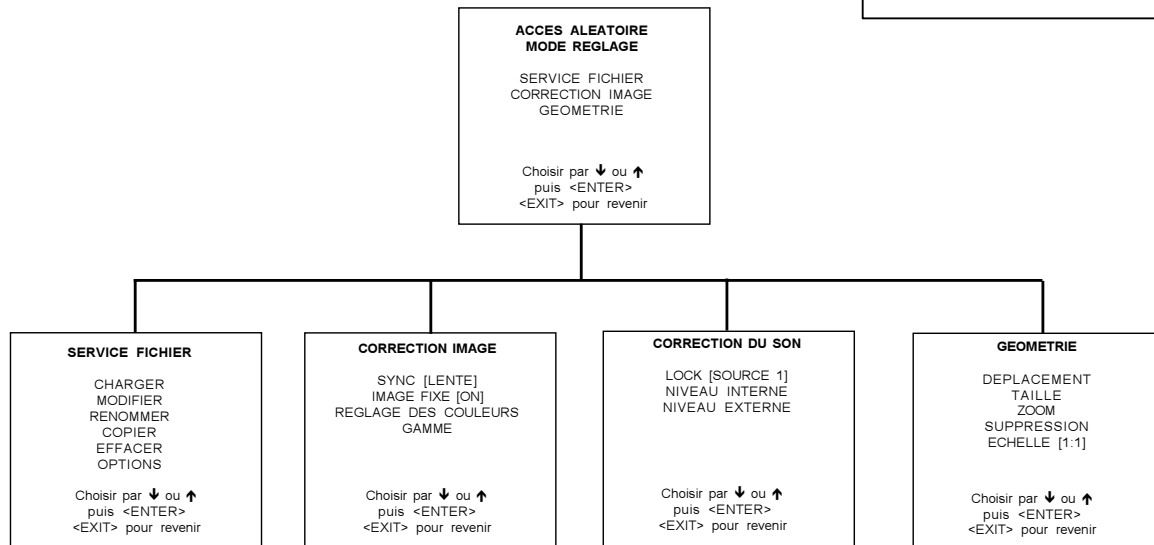 ACCES ALEATOIRE
MODE REGLAGE
SERVICE FICHIER
CORRECTION IMAGE
GEOMETRIE
Choisir par ↓ ou ↑
puis <ENTER>
<EXIT> pour revenir
SERVICE FICHIER
CHARGER
MODIFIER
RENOMMER
COPIER
EFFACER
OPTIONS
Choisir par ↓ ou ↑
puis <ENTER>
<EXIT> pour revenir
CORRECTION IMAGE
SYNC [LENTE]
IMAGE FIXE [ON]
REGLAGE DES COULEURS
GAMME
Choisir par ↓ ou ↑
puis <ENTER>
<EXIT> pour revenir
CORRECTION DU SON
LOCK [SOURCE 1]
NIVEAU INTERNE
NIVEAU EXTERNE
Choisir par ↓ ou ↑
puis <ENTER>
<EXIT> pour revenir
GEOMETRIE
DEPLACEMENT
TAILLE
ZOOM
SUPPRESSION
ECHELLE [1:1]
Choisir par ↓ ou ↑
puis <ENTER>
<EXIT> pour revenir